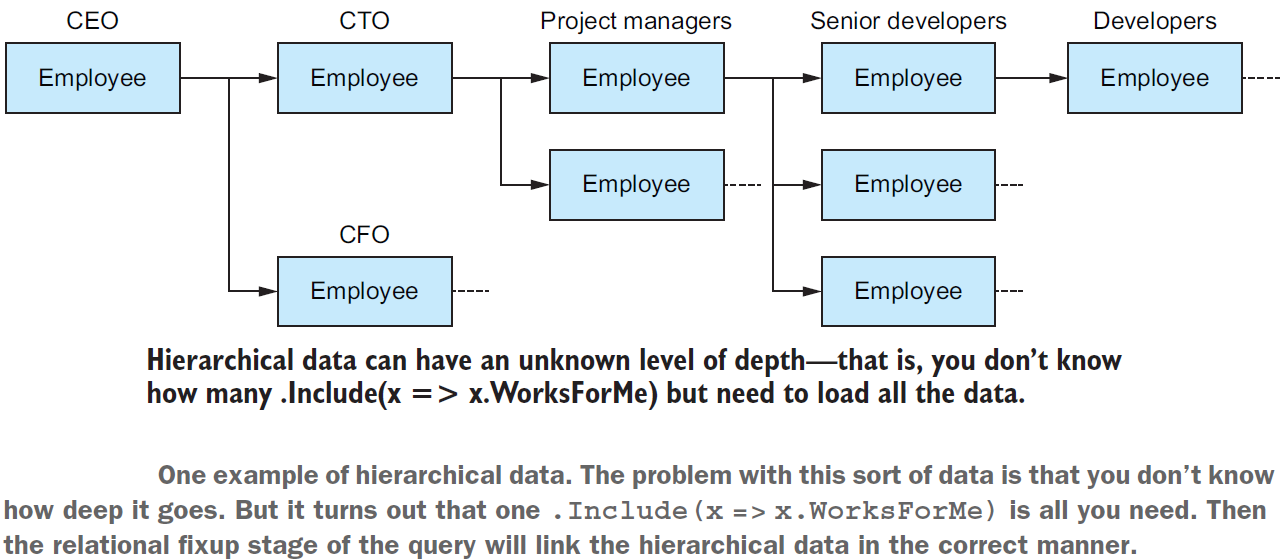 CEO CTO Project managers Senior developers Developers
Employee Employee Employee Employee Employee
Employee Employee
CFO
Employee Employee
Hierarchical data can have an unknown level of depth—that is, you don’t know
how many .Include(x => x.WorksForMe) but need to load all the data.
One example of hierarchical data. The problem with this sort of data is that you don’t know
how deep it goes. But it turns out that one .Include(x => x.WorksForMe) is all you need. Then
the relational fixup stage of the query will link the hierarchical data in the correct manner.